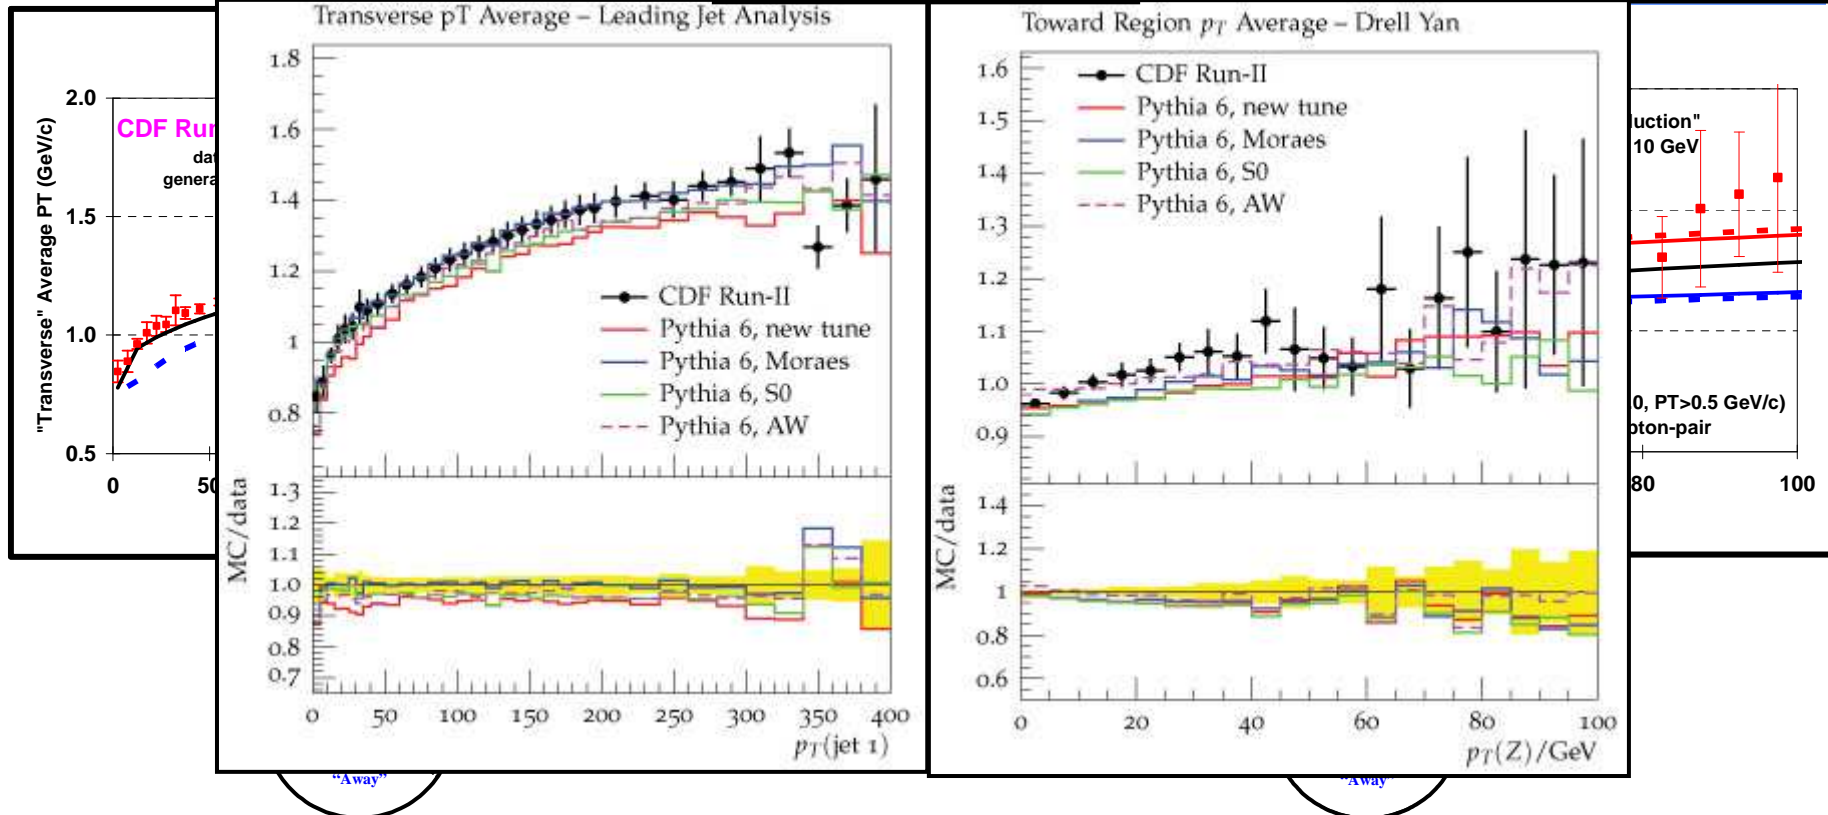 Transverse pT Average – Leading Jet Analysis
1.8
1.6
1.4
1.2
1
0.8
CDF Run-II
Pythia 6, new tune
Pythia 6, Moraes
Pythia 6, S0
Pythia 6, AW
MC/data
1.3
1.2
1.1
1.0
0.9
0.8
0.7
0 50 100 150 200 250 300 350 400
pT(jet 1)
Toward Region pT Average – Drell Yan
1.6
1.5
1.4
1.3
1.2
1.1
1.0
0.9
CDF Run-II
Pythia 6, new tune
Pythia 6, Moraes
Pythia 6, S0
Pythia 6, AW
MC/data
1.4
1.2
1
0.8
0.6
0 20 40 60 80 100
pT(Z)/GeV
"Transverse" Average PT (GeV/c)
2.0
1.5
1.0
0.5
0 50
CDF Run
dat
genera
luction"
10 GeV
.0, PT>0.5 GeV/c)
pton-pair
80 100
“Away”
“Away”